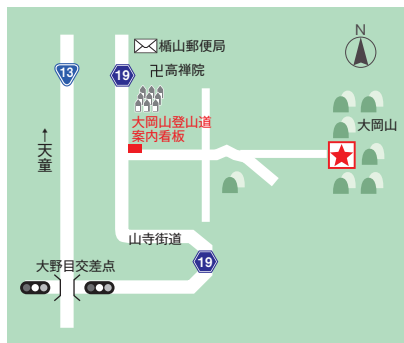 N
楯山郵便局
13
19
卍高禅院
大岡山登山道
案内看板
大岡山
←天童
山寺街道
19
大野目交差点